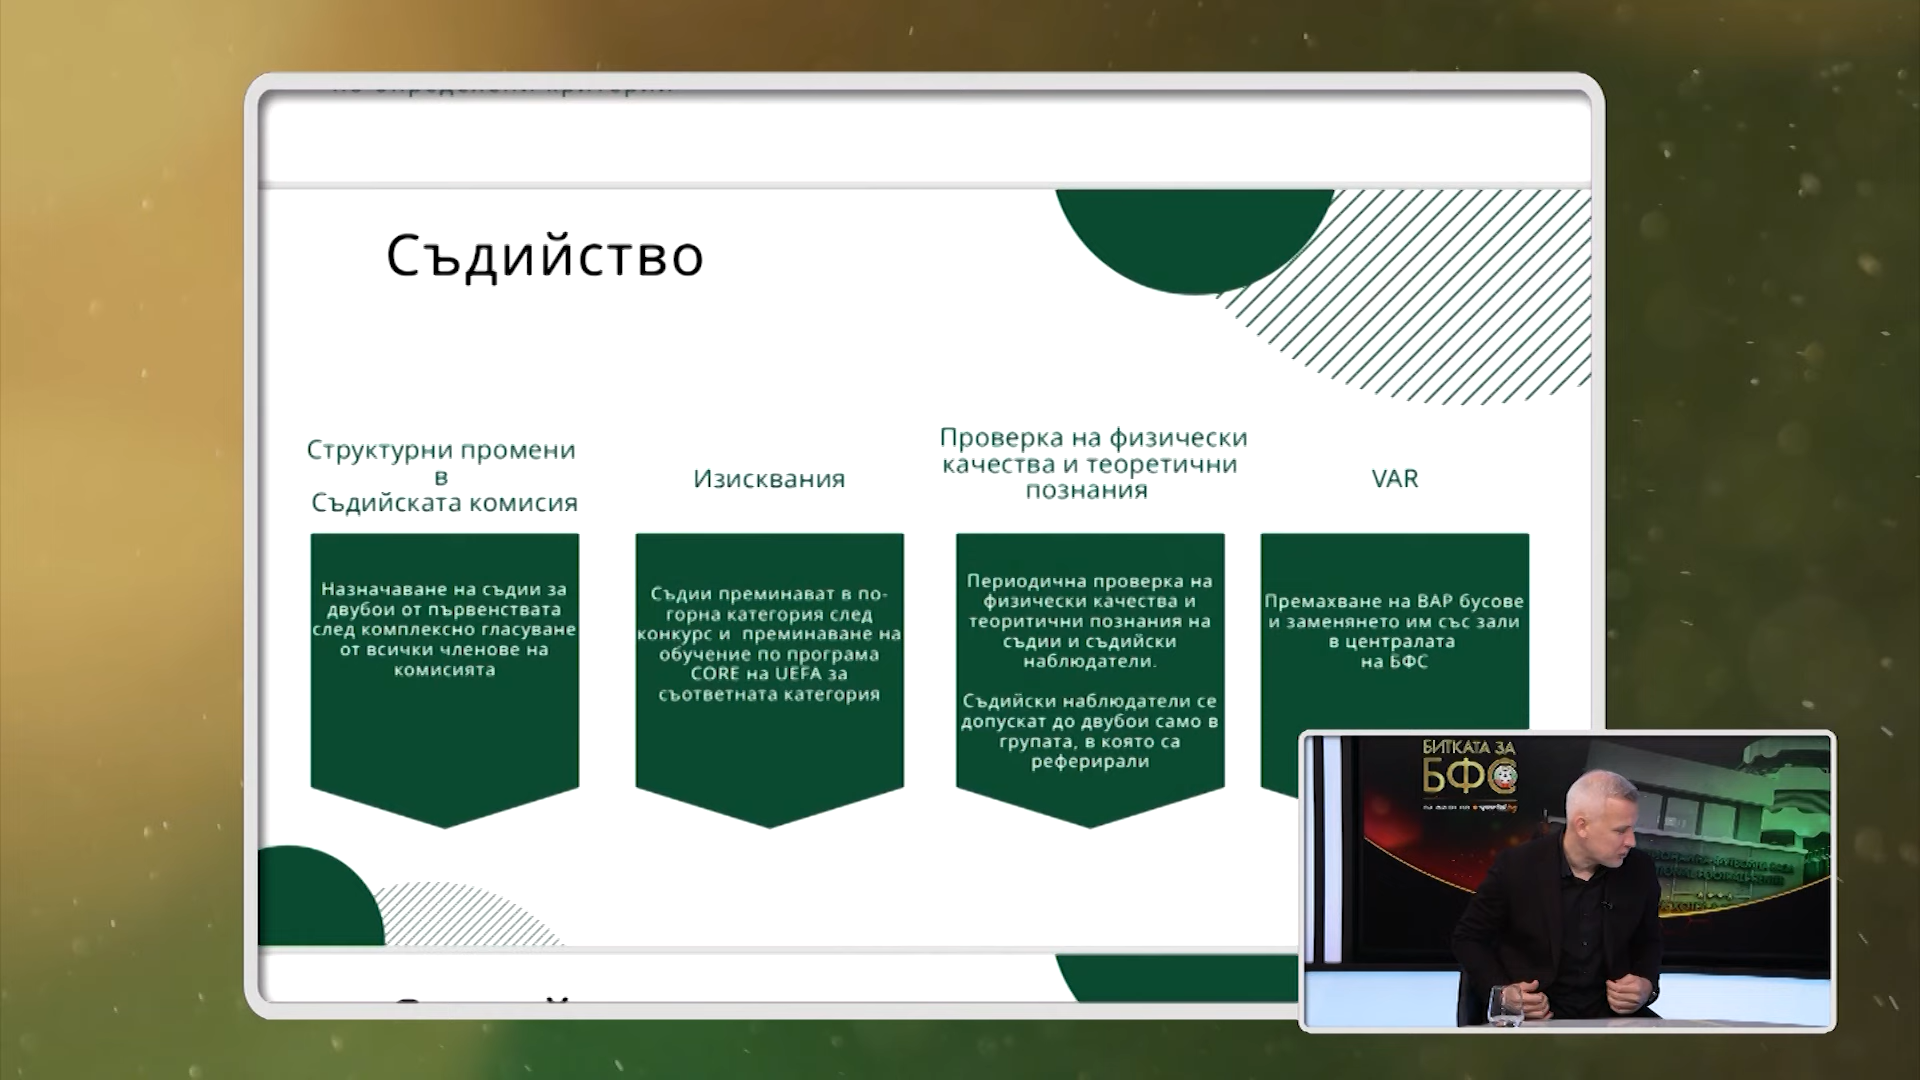 по определени критерии
Съдийство
Структурни промени
в
Съдийската комисия
Назначаване на съдии за
двубои от първенствата
след комплексно гласуване
от всички членове на
комисията
Изисквания
Съдии преминават в по-
горна категория след
конкурс и преминаване на
обучение по програма
CORE на UEFA за
съответната категория
Проверка на физически
качества и теоретични
познания
Периодична проверка на
физически качества и
теоритични познания на
съдии и съдийски
наблюдатели.
Съдийски наблюдатели се
допускат до двубои само в
групата, в която са
реферирали
VAR
Премахване на ВАР бусове
и заменянето им със зали
в централата
на БФС
БИТКАТА ЗА
БФС